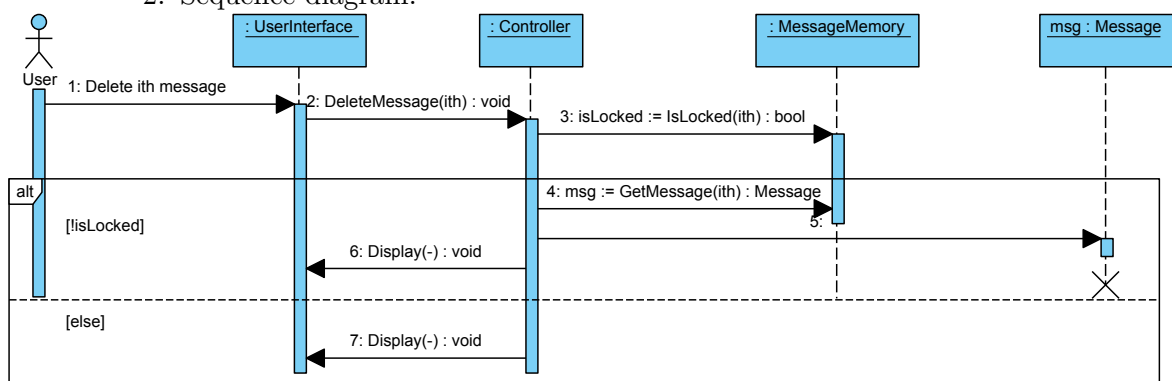 2. Sequence diagram:
: UserInterface
: Controller
: MessageMemory
msg : Message
User
1: Delete ith message
2: DeleteMessage(ith) : void
3: isLocked := IsLocked(ith) : bool
alt
4: msg := GetMessage(ith) : Message
[!isLocked]
5:
6: Display(-) : void
[else]
7: Display(-) : void